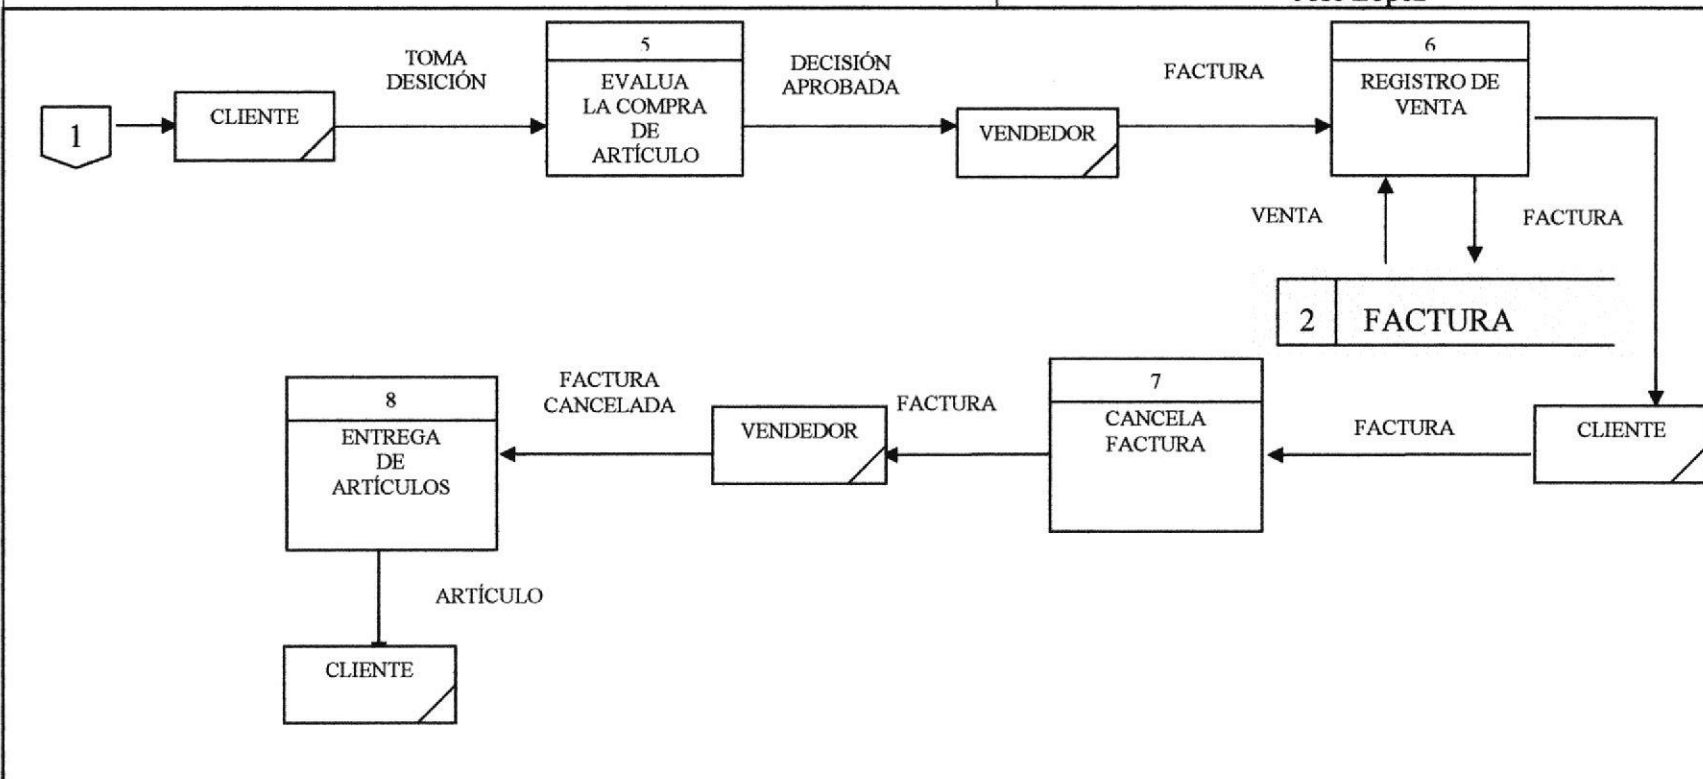 TOMA
DESICIÓN
5
EVALUA
LA COMPRA
DE
ARTÍCULO
DECISIÓN
APROBADA
FACTURA
6
REGISTRO DE
VENTA
1
CLIENTE
VENDEDOR
VENTA
FACTURA
2 FACTURA
8
ENTREGA
DE
ARTÍCULOS
FACTURA
CANCELADA
VENDEDOR
FACTURA
7
CANCELA
FACTURA
FACTURA
CLIENTE
ARTÍCULO
CLIENTE